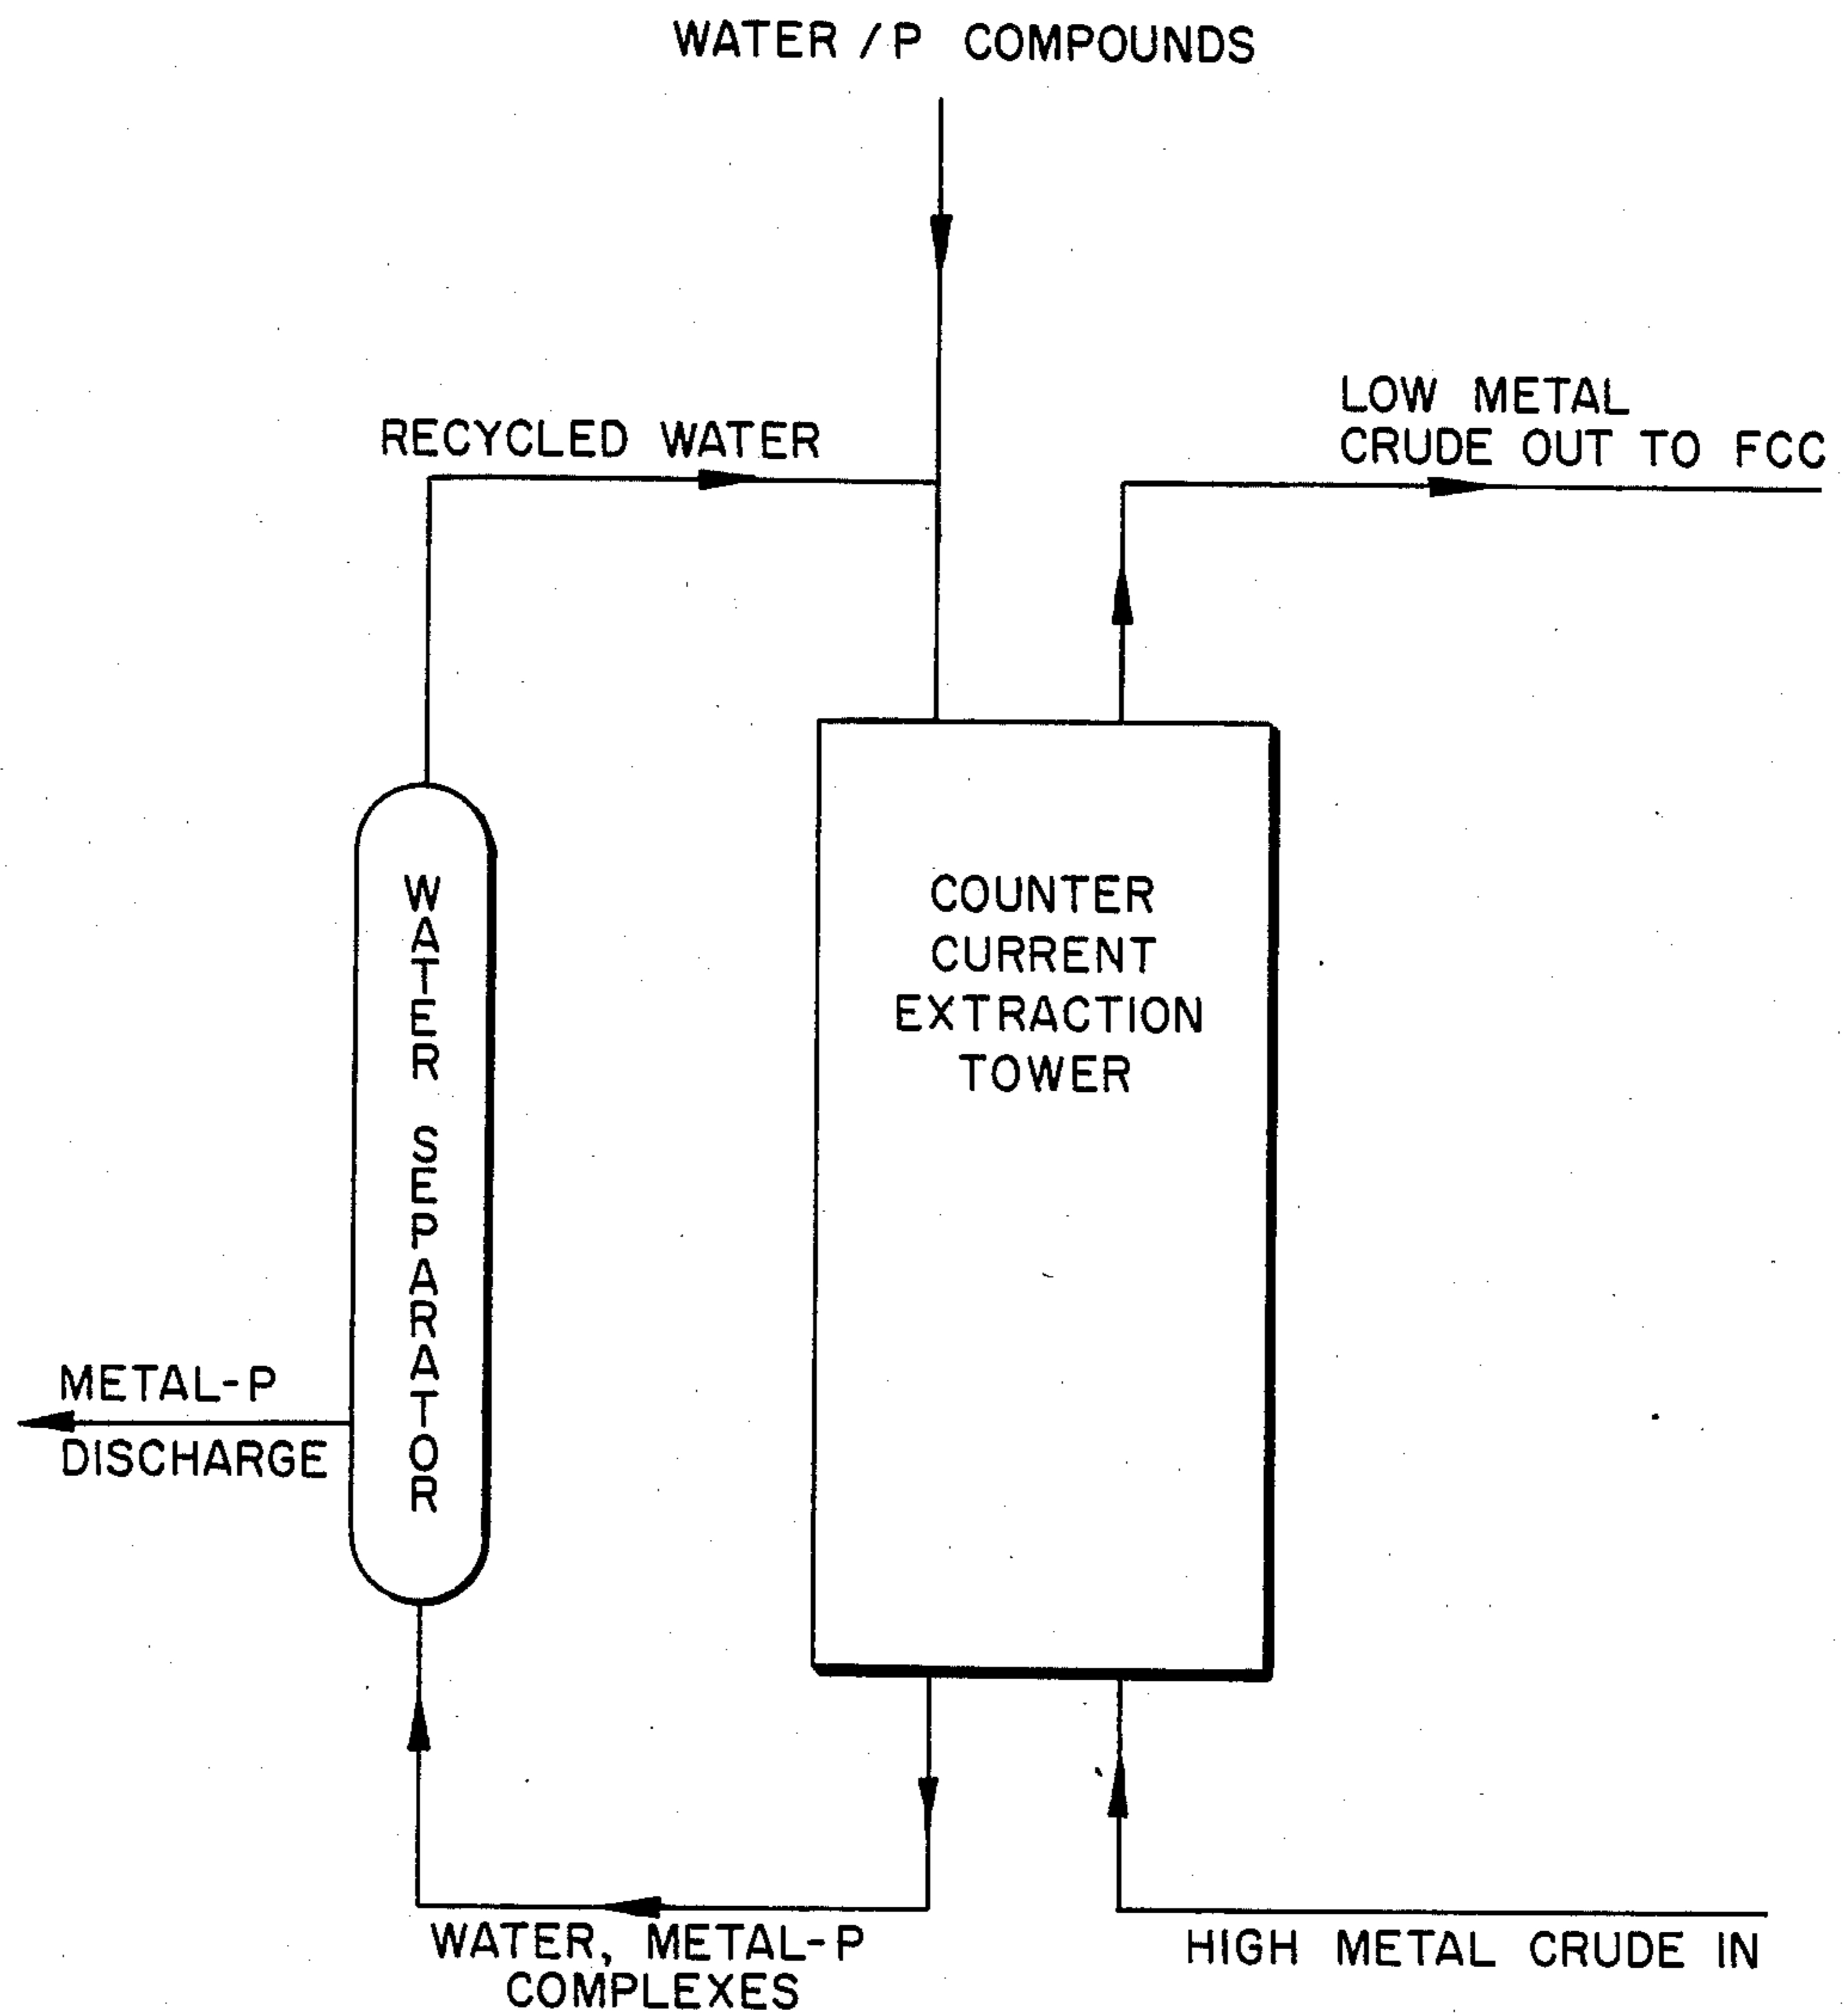 WATER / P COMPOUNDS
LOW METAL
CRUDE OUT TO FCC
RECYCLED WATER
COUNTER
CURRENT
EXTRACTION
TOWER
WATER SEPARATOR
METAL-P
DISCHARGE
WATER, METAL-P
COMPLEXES
HIGH METAL CRUDE IN